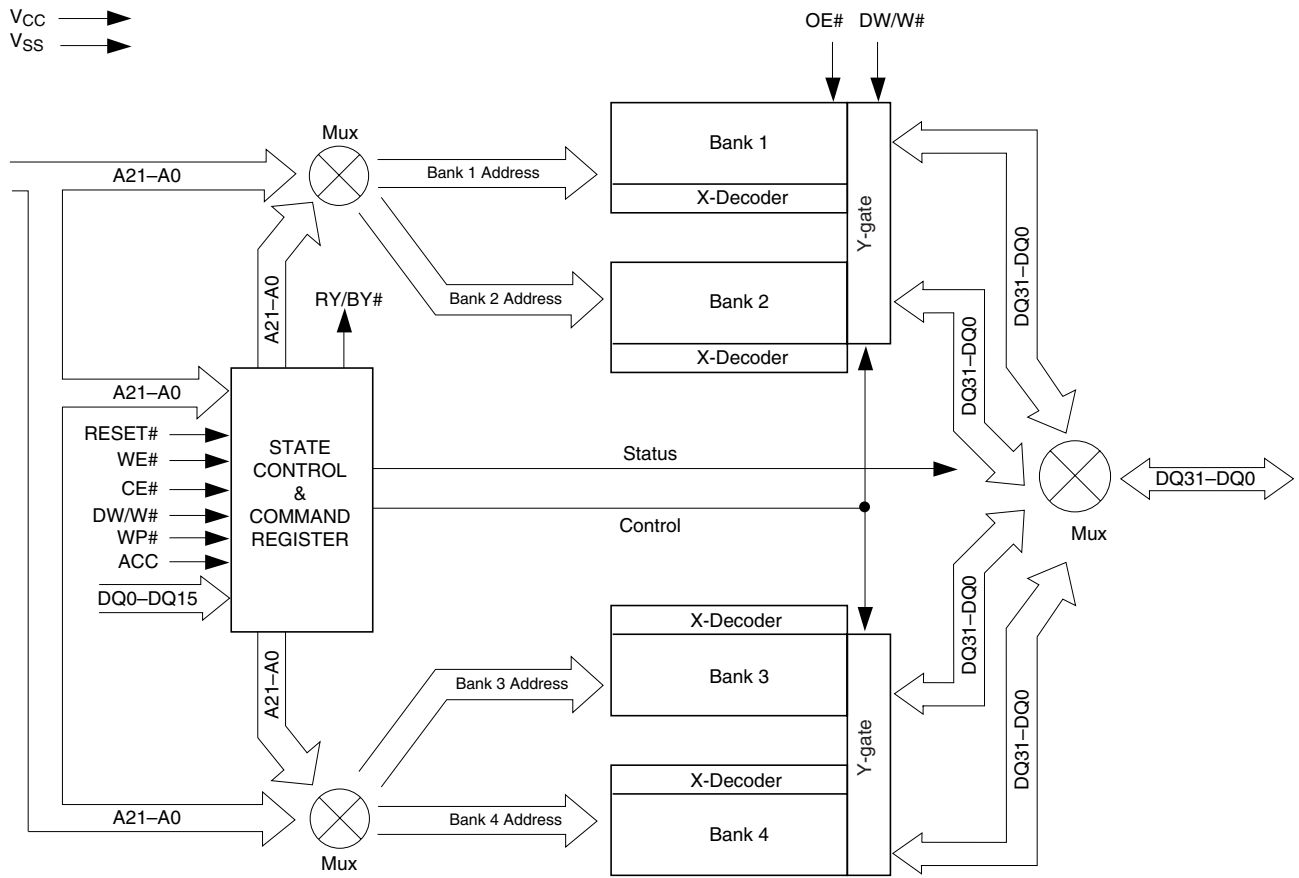 VCC
VSS
OE# DW/W#
Mux
A21–A0
Bank 1 Address
Bank 1
X-Decoder
Y-gate
DQ31–DQ0
A21–A0
RY/BY#
Bank 2 Address
Bank 2
X-Decoder
DQ31–DQ0
A21–A0
RESET#
WE#
CE#
DW/W#
WP#
ACC
DQ0–DQ15
STATE
CONTROL
&
COMMAND
REGISTER
Status
Control
DQ31–DQ0
Mux
A21–A0
Bank 3 Address
X-Decoder
Bank 3
Y-gate
DQ31–DQ0
DQ31–DQ0
A21–A0
Mux
Bank 4 Address
X-Decoder
Bank 4